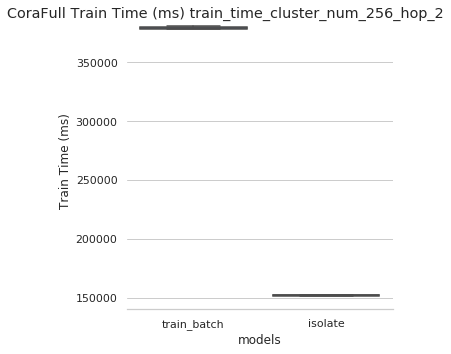 CoraFull Train Time (ms) train_time_cluster_num_256_hop_2
350000
300000
250000
200000
150000
Train Time (ms)
train_batch
isolate
models